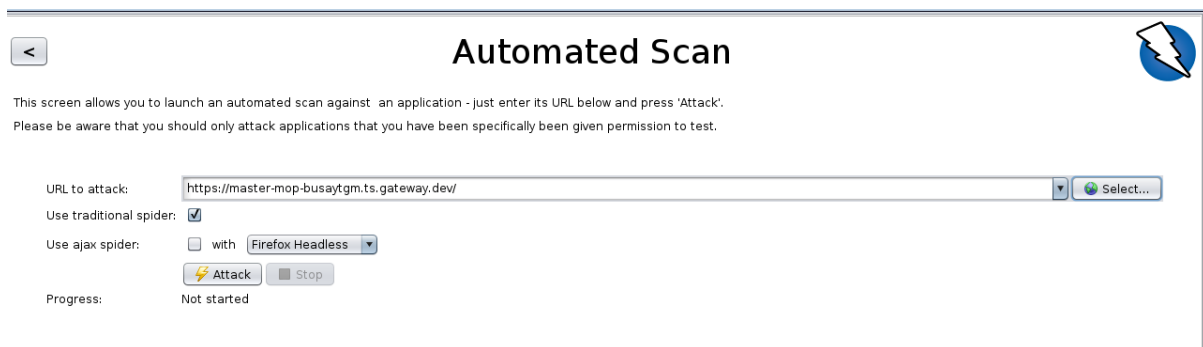 <
Automated Scan
This screen allows you to launch an automated scan against  an application - just enter its URL below and press 'Attack'.
Please be aware that you should only attack applications that you have been specifically been given permission to test.
URL to attack: https://master-mop-busaytgm.ts.gateway.dev/ Select...
Use traditional spider:
Use ajax spider: with Firefox Headless
Attack Stop
Progress: Not started